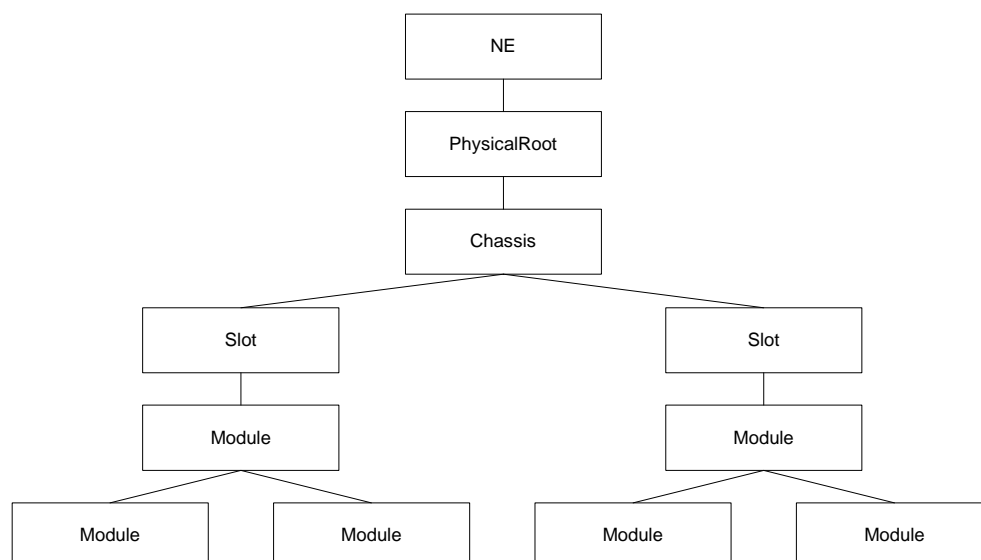 NE
PhysicalRoot
Chassis
Slot
Slot
Module
Module
Module
Module
Module
Module